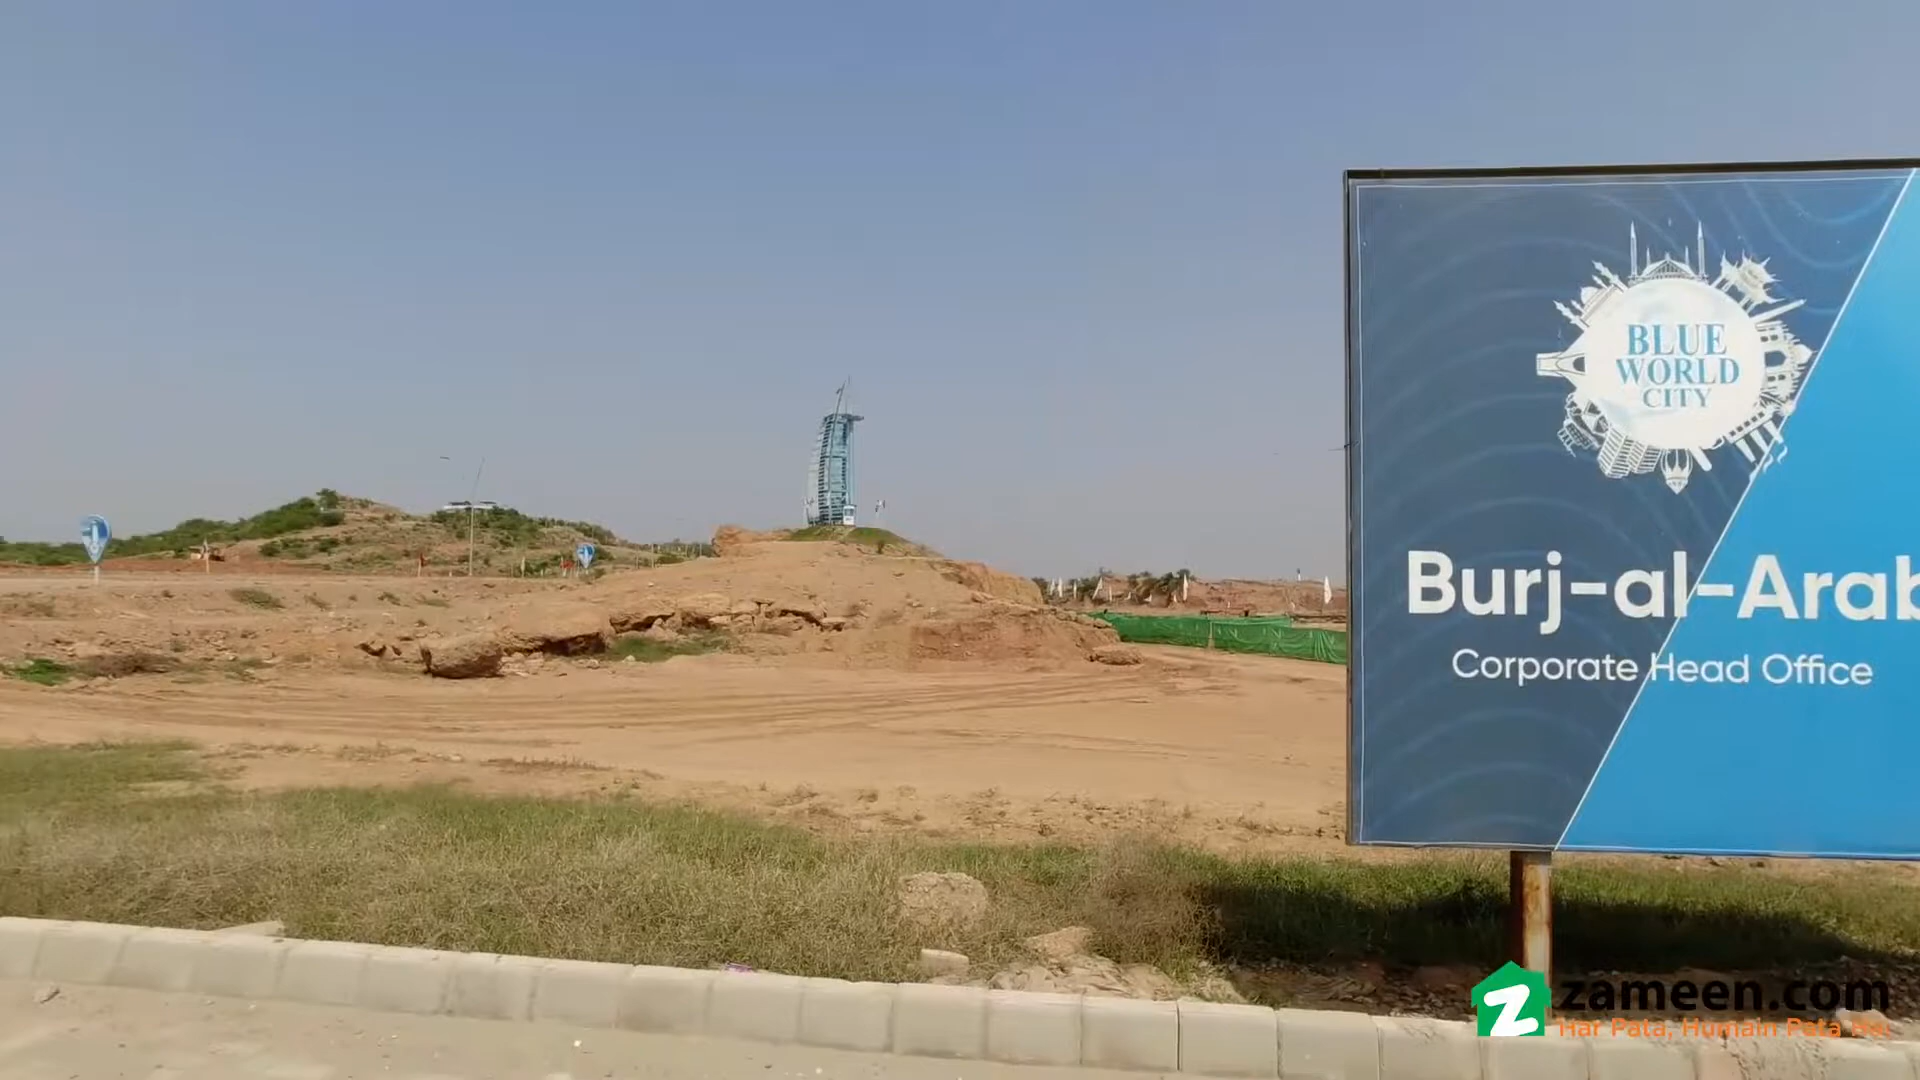 BLUE
WORLD
CITY
Burj-al-Arab
Corporate Head Office
zameen.com
Har Pata, Humain Pata Hai